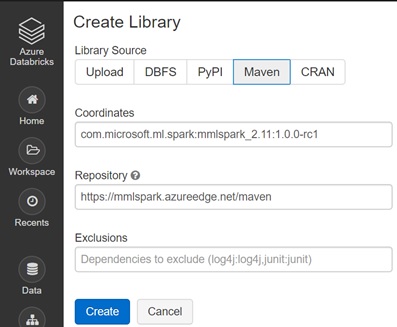 Azure
Databricks
Home
Workspace
Recents
Data
Create Library
Library Source
Upload DBFS PyPI Maven CRAN
Coordinates
com.microsoft.ml.spark:mmlspark_2.11:1.0.0-rc1
Repository ?
https://mmlspark.azureedge.net/maven
Exclusions
Dependencies to exclude (log4j:log4j,junit:junit)
Create Cancel